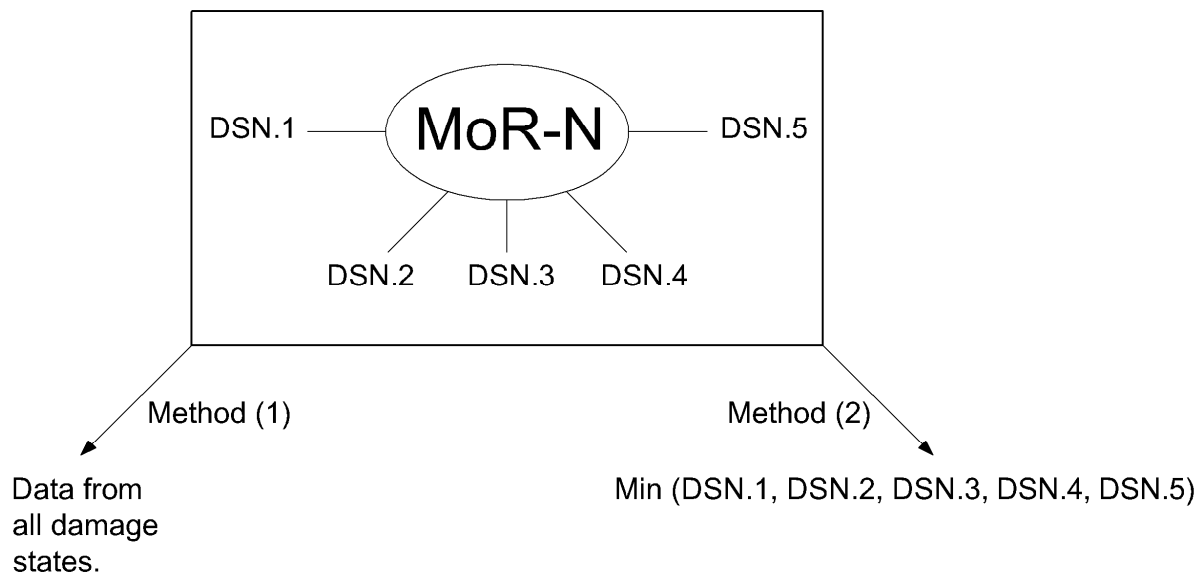 MoR-N
DSN.1
DSN.5
DSN.2
DSN.3
DSN.4
Method (1)
Method (2)
Data from
all damage
states.
Min (DSN.1, DSN.2, DSN.3, DSN.4, DSN.5)